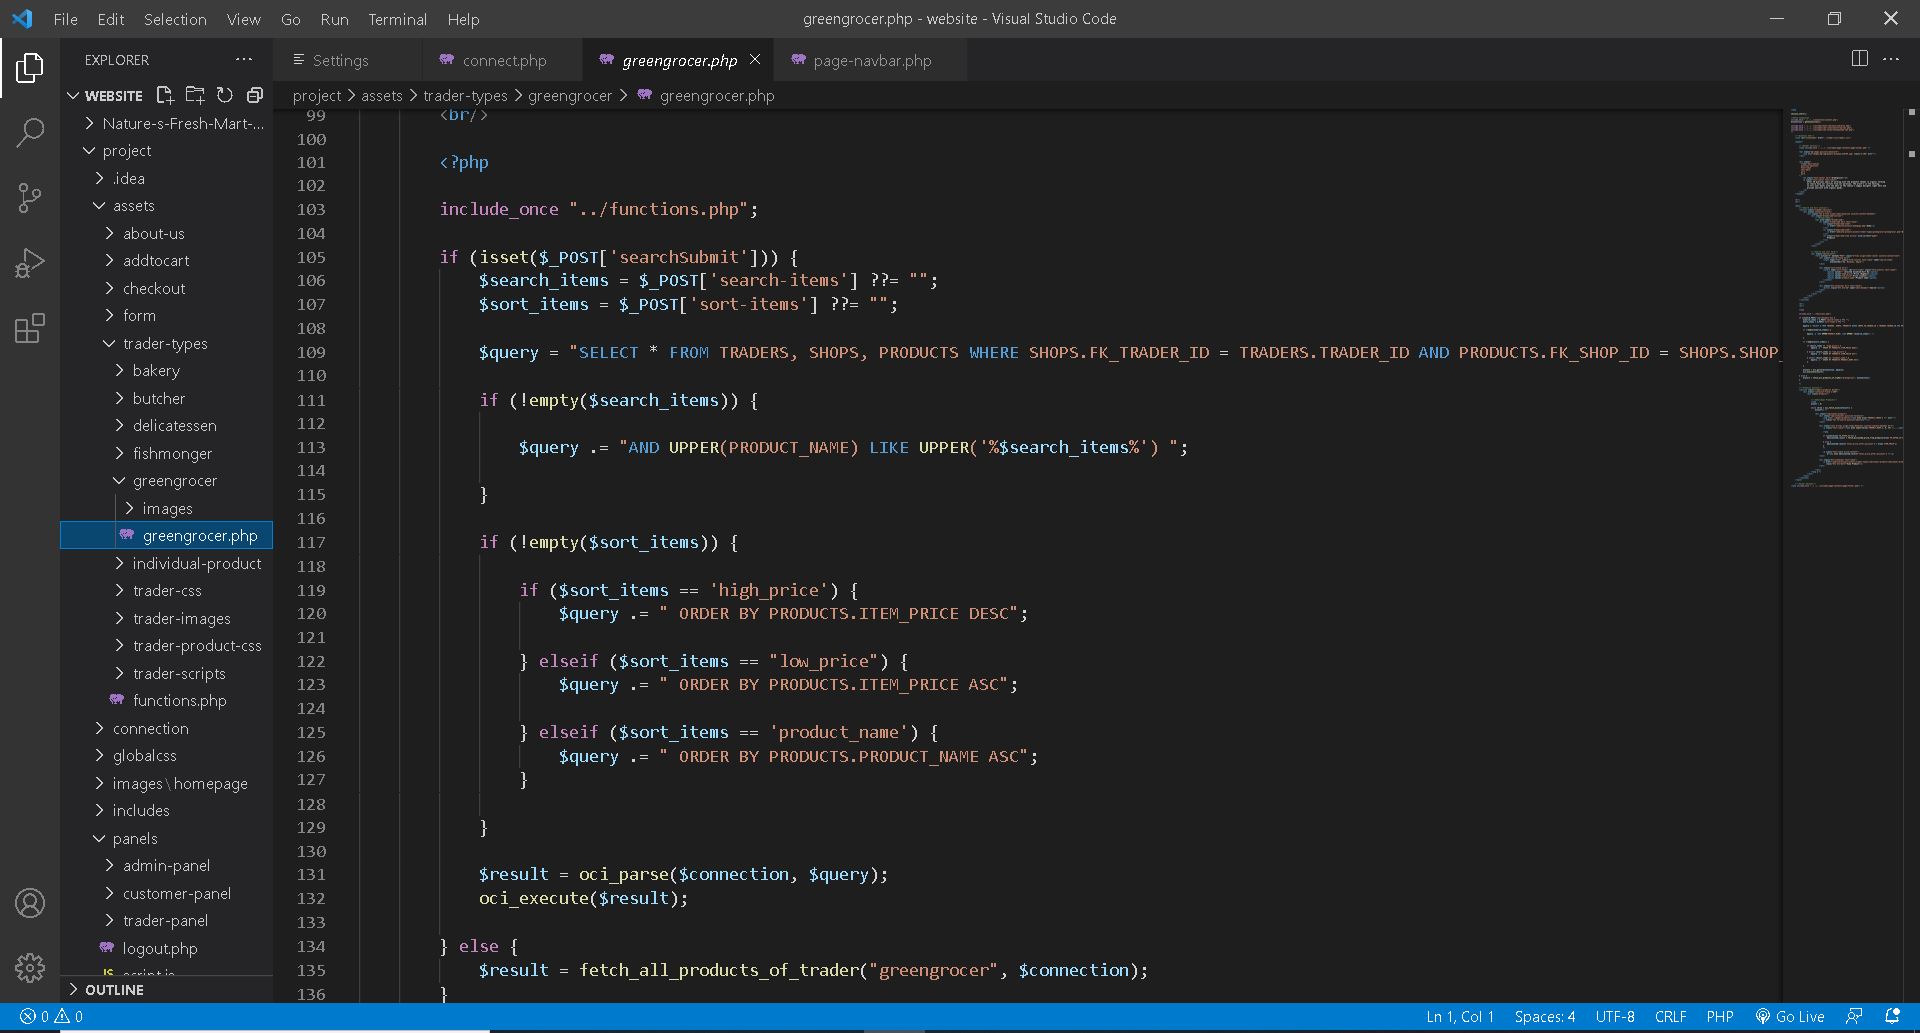 File Edit Selection View Go Run Terminal Help
greengrocer.php - website - Visual Studio Code
EXPLORER
WEBSITE
Nature-s-Fresh-Mart-...
project
.idea
assets
about-us
addtocart
checkout
form
trader-types
bakery
butcher
delicatessen
fishmonger
greengrocer
images
greengrocer.php
individual-product
trader-css
trader-images
trader-product-css
trader-scripts
functions.php
connection
globalcss
images\homepage
includes
panels
admin-panel
customer-panel
trader-panel
logout.php
OUTLINE
Settings connect.php greengrocer.php page-navbar.php
project > assets > trader-types > greengrocer > greengrocer.php
99 <br/>
100
101 <?php
102
103 include_once "../functions.php";
104
105 if (isset($_POST['searchSubmit'])) {
106 $search_items = $_POST['search-items'] ??= "";
107 $sort_items = $_POST['sort-items'] ??= "";
108
109 $query = "SELECT * FROM TRADERS, SHOPS, PRODUCTS WHERE SHOPS.FK_TRADER_ID = TRADERS.TRADER_ID AND PRODUCTS.FK_SHOP_ID = SHOPS.SHOP_
110
111 if (!empty($search_items)) {
112
113 $query .= "AND UPPER(PRODUCT_NAME) LIKE UPPER('%$search_items%') ";
114
115 }
116
117 if (!empty($sort_items)) {
118
119 if ($sort_items == 'high_price') {
120 $query .= " ORDER BY PRODUCTS.ITEM_PRICE DESC";
121
122 } elseif ($sort_items == "low_price") {
123 $query .= " ORDER BY PRODUCTS.ITEM_PRICE ASC";
124
125 } elseif ($sort_items == 'product_name') {
126 $query .= " ORDER BY PRODUCTS.PRODUCT_NAME ASC";
127 }
128
129 }
130
131 $result = oci_parse($connection, $query);
132 oci_execute($result);
133
134 } else {
135 $result = fetch_all_products_of_trader("greengrocer", $connection);
136 }
0 0
Ln 1, Col 1 Spaces: 4 UTF-8 CRLF PHP Go Live